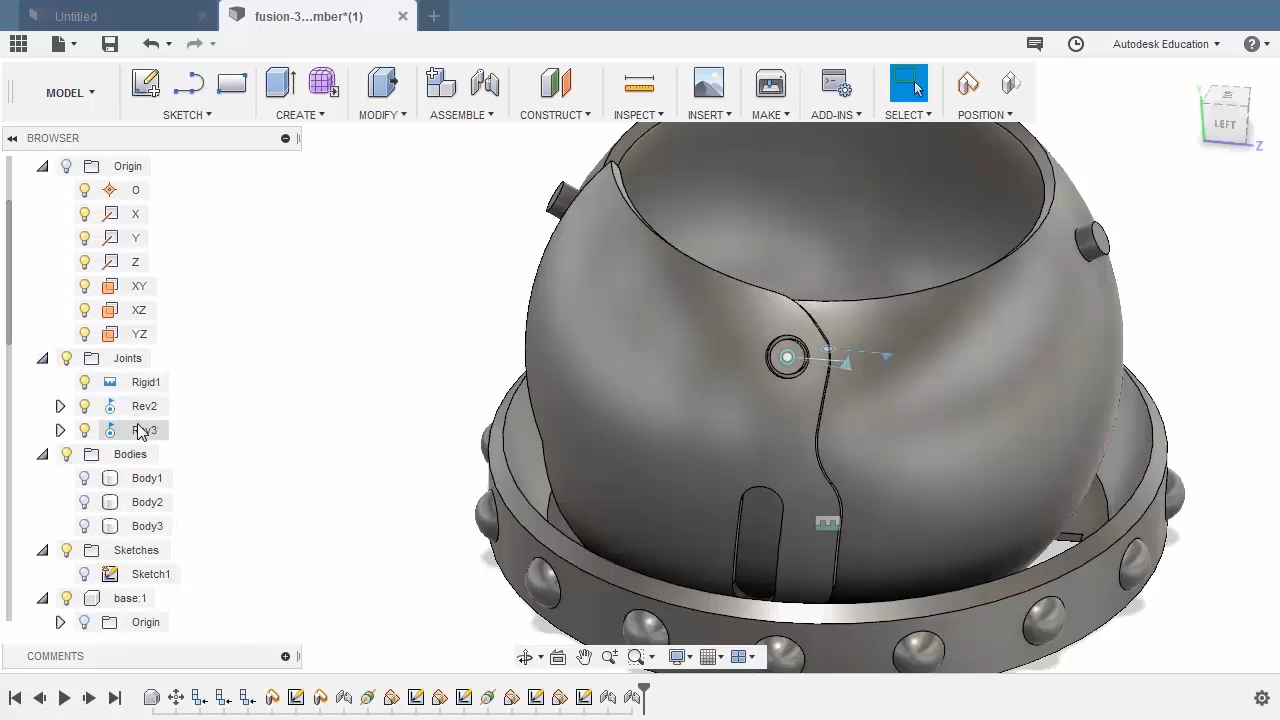 Untitled
fusion-3...mber*(1)
Autodesk Education
MODEL
SKETCH
CREATE
MODIFY
ASSEMBLE
CONSTRUCT
INSPECT
INSERT
MAKE
ADD-INS
SELECT
POSITION
BROWSER
LEFT
Z
Origin
O
X
Y
Z
XY
XZ
YZ
Joints
Rigid1
Rev2
Rev3
Bodies
Body1
Body2
Body3
Sketches
Sketch1
base:1
Origin
COMMENTS